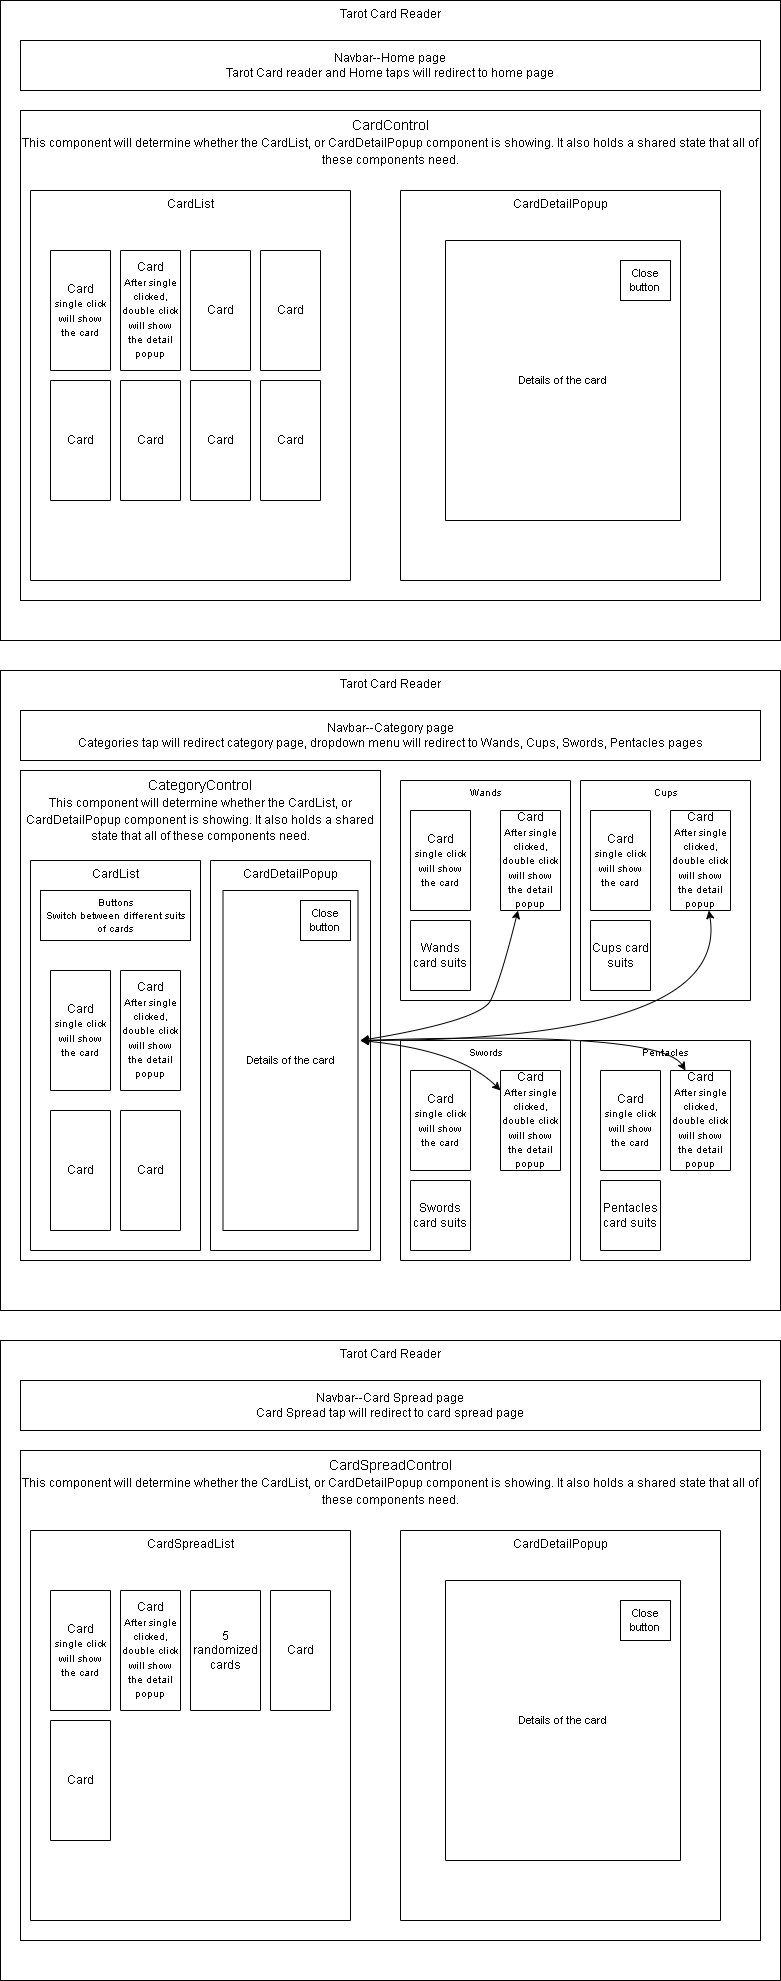 Tarot Card Reader
Navbar--Home page
Tarot Card reader and Home taps will redirect to home page
CardControl
This component will determine whether the CardList, or CardDetailPopup component is showing. It also holds a shared state that all of
these components need.
CardList
Card
single click
will show
the card
Card
After single
clicked,
double click
will show
the detail
popup
Card
Card
Card
Card
Card
Card
CardDetailPopup
Close
button
Details of the card
Tarot Card Reader
Navbar--Category page
Categories tap will redirect category page, dropdown menu will redirect to Wands, Cups, Swords, Pentacles pages
CategoryControl
This component will determine whether the CardList, or
CardDetailPopup component is showing. It also holds a shared
state that all of these components need.
CardList
Buttons
Switch between different suits
of cards
Card
single click
will show
the card
Card
After single
clicked,
double click
will show
the detail
popup
Card
Card
CardDetailPopup
Close
button
Details of the card
Wands
Card
single click
will show
the card
Card
After single
clicked,
double click
will show
the detail
popup
Wands
card suits
Cups
Card
single click
will show
the card
Card
After single
clicked,
double click
will show
the detail
popup
Cups card
suits
Swords
Card
single click
will show
the card
Card
After single
clicked,
double click
will show
the detail
popup
Swords
card suits
Pentacles
Card
single click
will show
the card
Card
After single
clicked,
double click
will show
the detail
popup
Pentacles
card suits
Tarot Card Reader
Navbar--Card Spread page
Card Spread tap will redirect to card spread page
CardSpreadControl
This component will determine whether the CardList, or CardDetailPopup component is showing. It also holds a shared state that all of
these components need.
CardSpreadList
Card
single click
will show
the card
Card
After single
clicked,
double click
will show
the detail
popup
5
randomized
cards
Card
Card
CardDetailPopup
Close
button
Details of the card